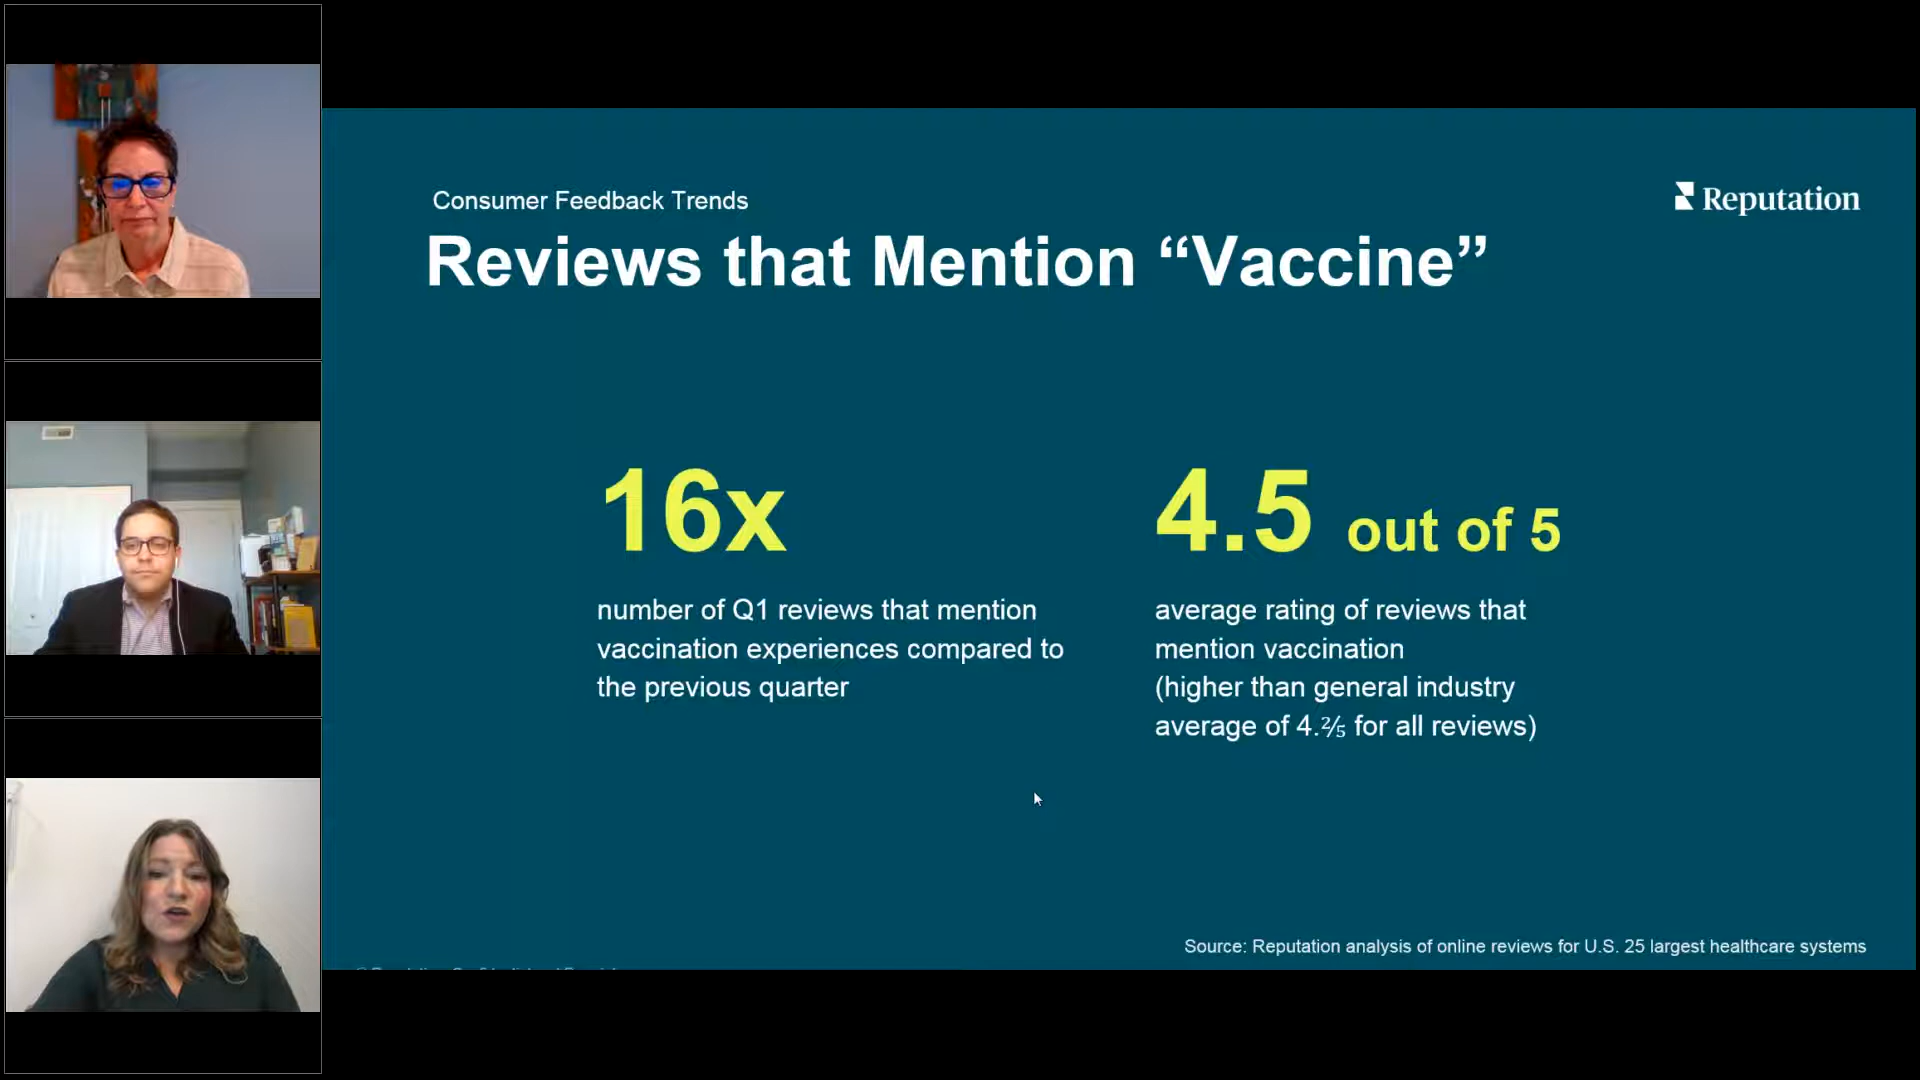 Consumer Feedback Trends
Reputation
Reviews that Mention “Vaccine”
16x
number of Q1 reviews that mention
vaccination experiences compared to
the previous quarter
4.5 out of 5
average rating of reviews that
mention vaccination
(higher than general industry
average of 4.⅖ for all reviews)
Source: Reputation analysis of online reviews for U.S. 25 largest healthcare systems